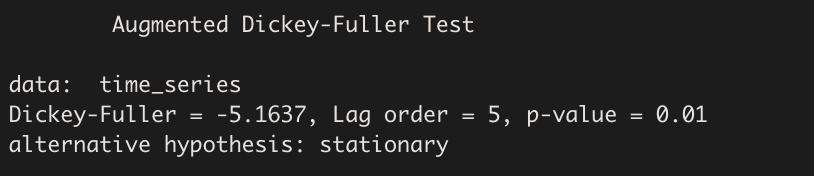 Augmented Dickey-Fuller Test
data:  time_series
Dickey-Fuller = -5.1637, Lag order = 5, p-value = 0.01
alternative hypothesis: stationary